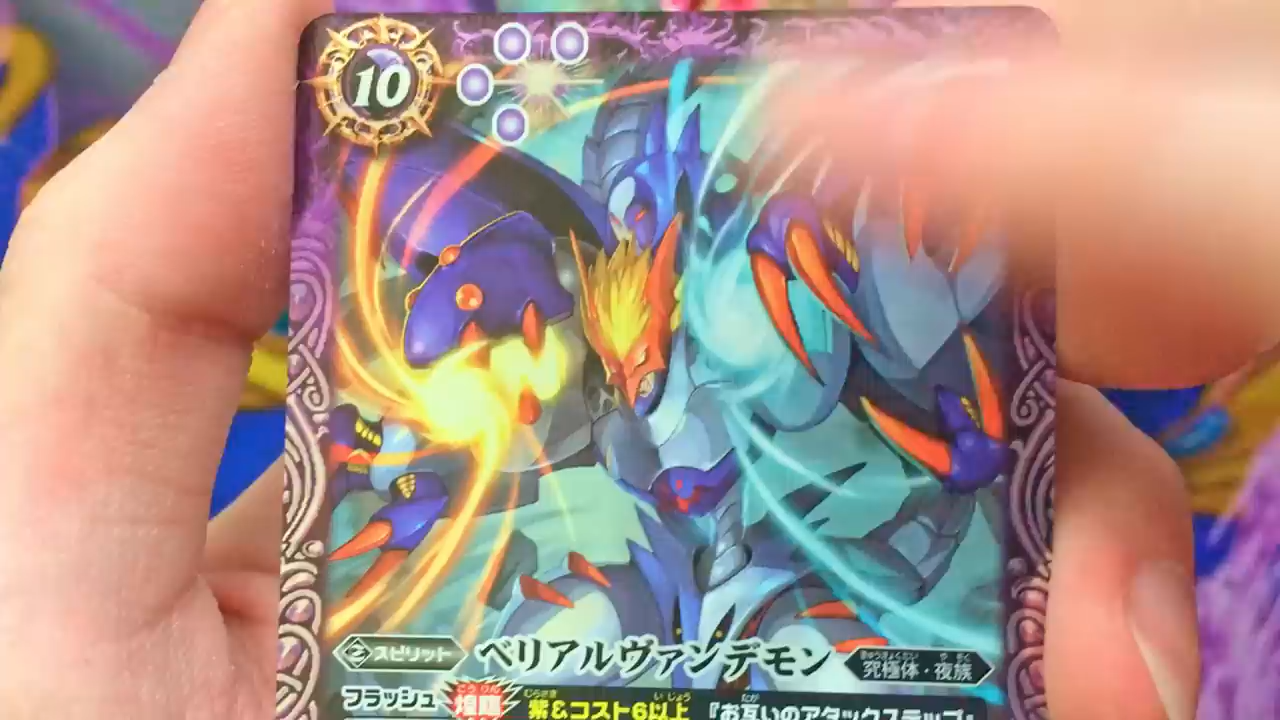 10
スピリット ベリアルヴァンデモン 究極体・夜族
フラッシュ 煌臨 紫&コスト6以上 『お互いのアタックステップ』